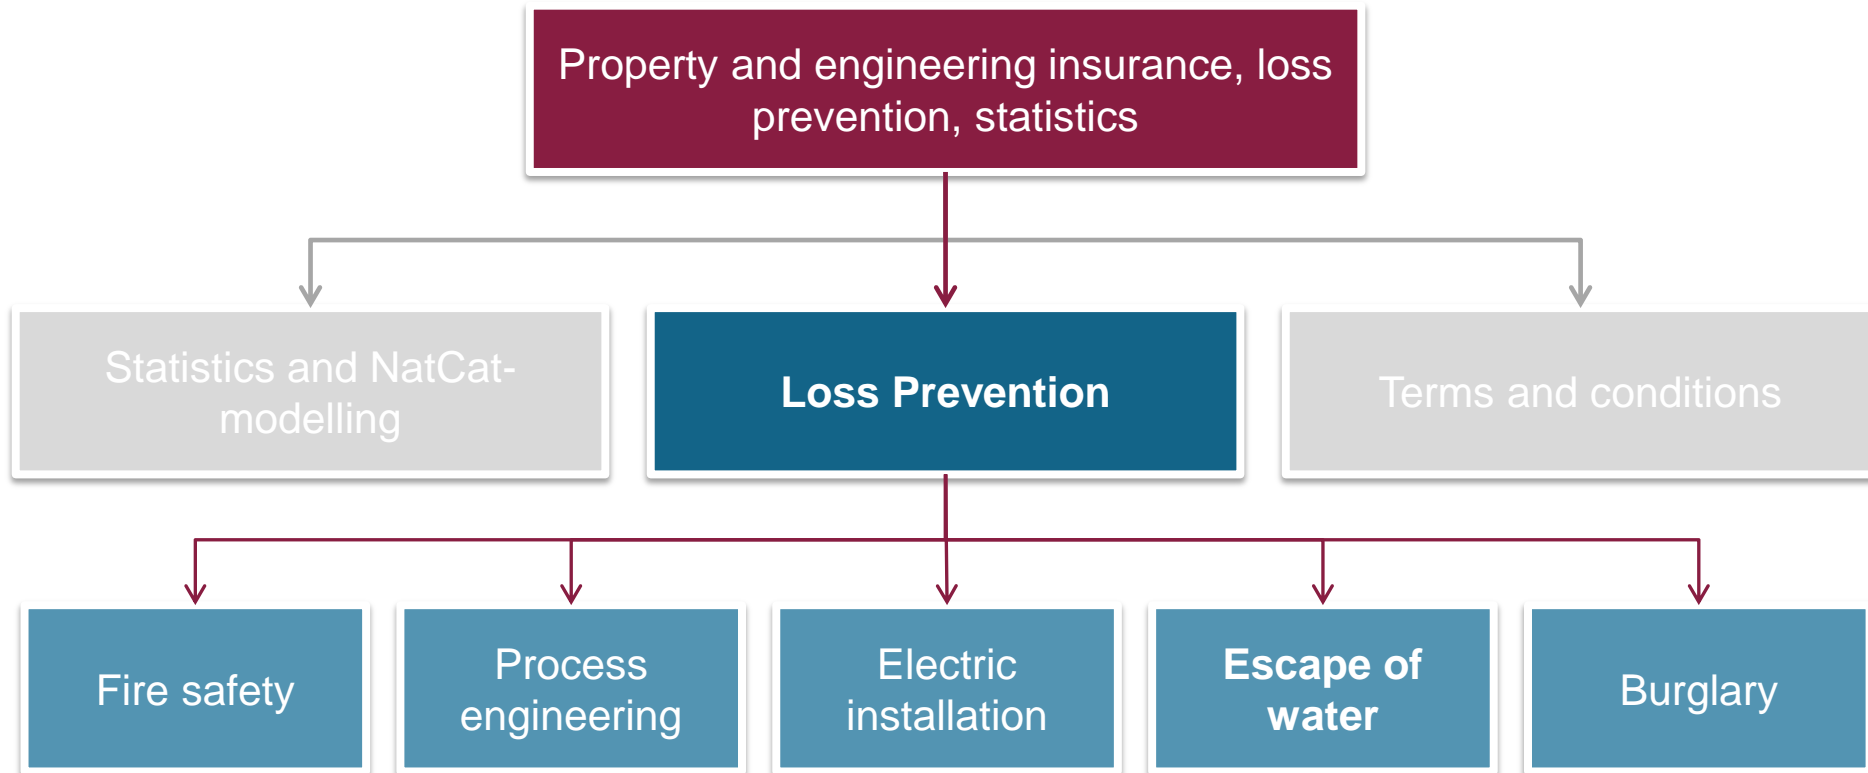 Property and engineering insurance, loss
prevention, statistics
Statistics and NatCat-
modelling
Loss Prevention
Terms and conditions
Fire safety
Process
engineering
Electric
installation
Escape of
water
Burglary